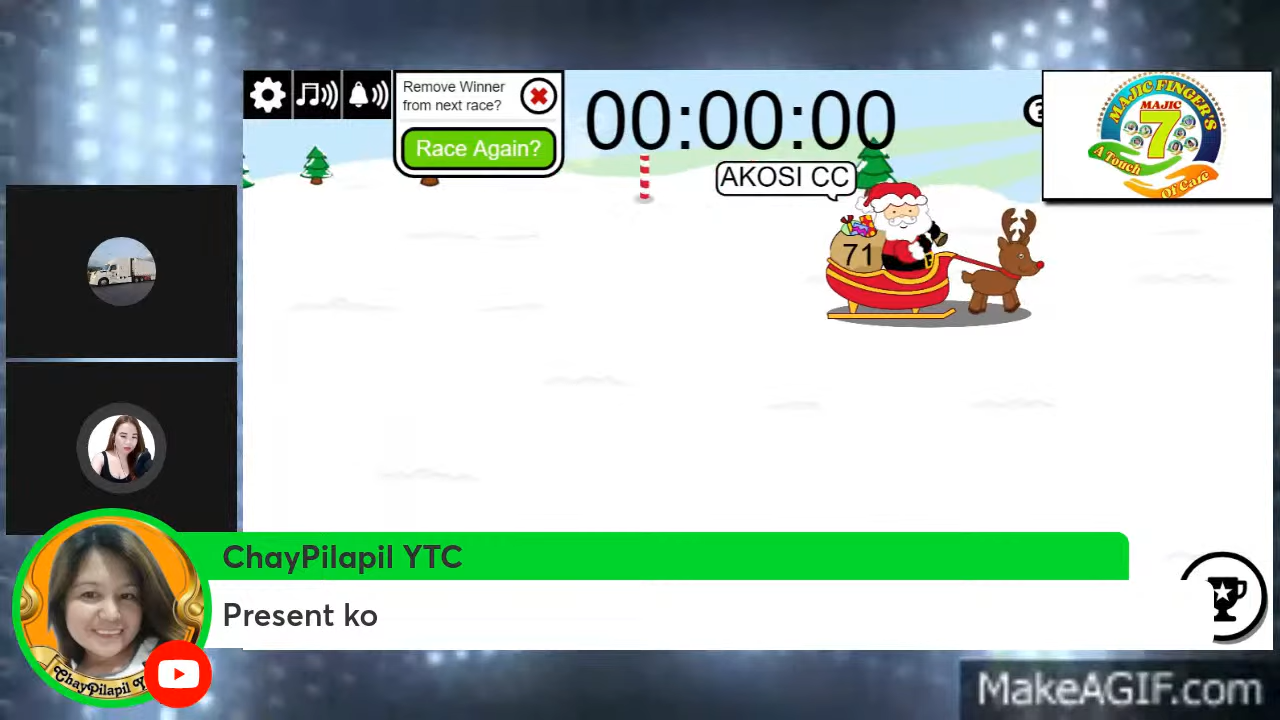 Remove Winner
from next race?
Race Again?
00:00:00
AKOSI CC
71
MAJIC FINGER'S
MAJIC
7
A Touch
Of Care
ChayPilapil YTC
Present ko
ChayPilapil Y
MakeAGIF.com